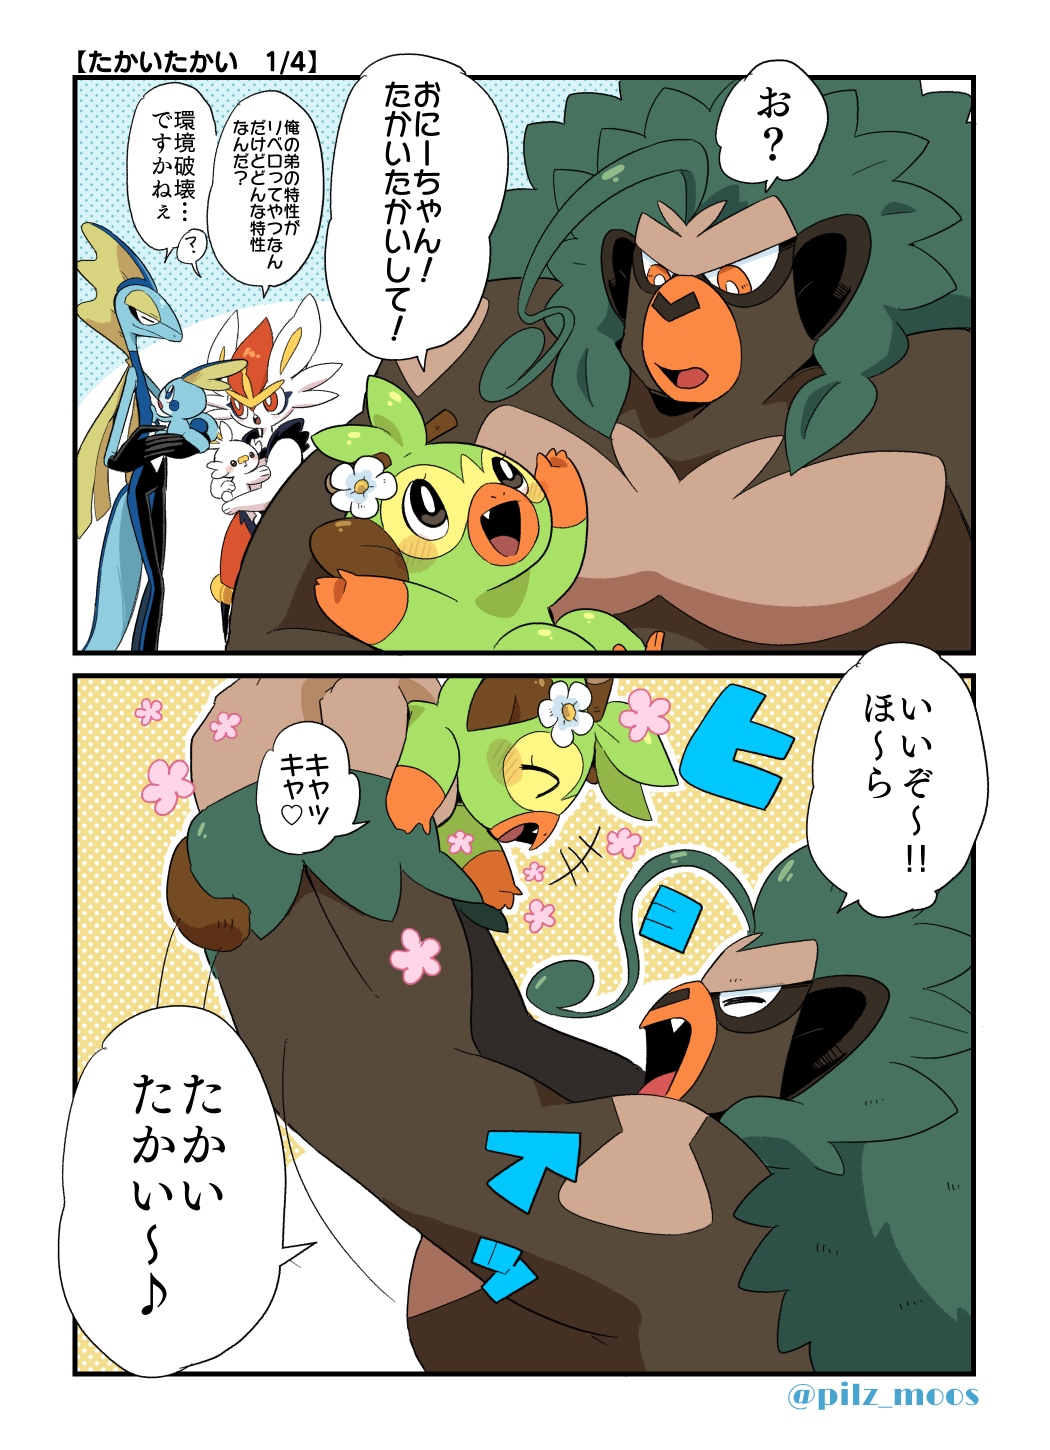 【たかいたかい　1/4】
お？
おにーちゃん！
たかいたかいして！
俺の弟の特性が
リベロってやつなん
だけどどんな特性
なんだ？
環境破壊…
ですかねぇ
？
いいぞ～!!
ほ～ら
ヒョ
キャッ
キャ♡
たかい
たかい～♪
スッ
@pilz_moos